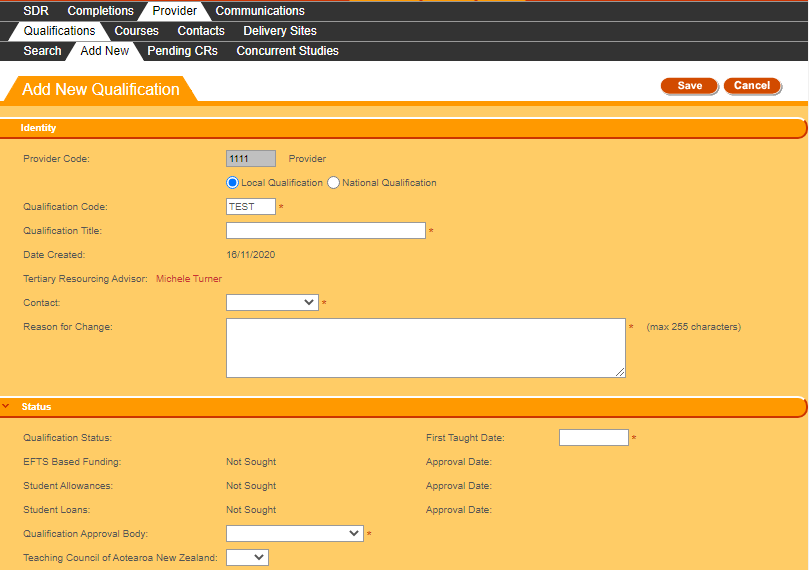 SDR Completions Provider Communications
Qualifications Courses Contacts Delivery Sites
Search Add New Pending CRs Concurrent Studies
Add New Qualification Save Cancel
Identity
Provider Code: 1111 Provider
Local Qualification National Qualification
Qualification Code: TEST *
Qualification Title: *
Date Created: 16/11/2020
Tertiary Resourcing Advisor: Michele Turner
Contact: *
Reason for Change: * (max 255 characters)
Status
Qualification Status: First Taught Date: *
EFTS Based Funding: Not Sought Approval Date:
Student Allowances: Not Sought Approval Date:
Student Loans: Not Sought Approval Date:
Qualification Approval Body: *
Teaching Council of Aotearoa New Zealand: